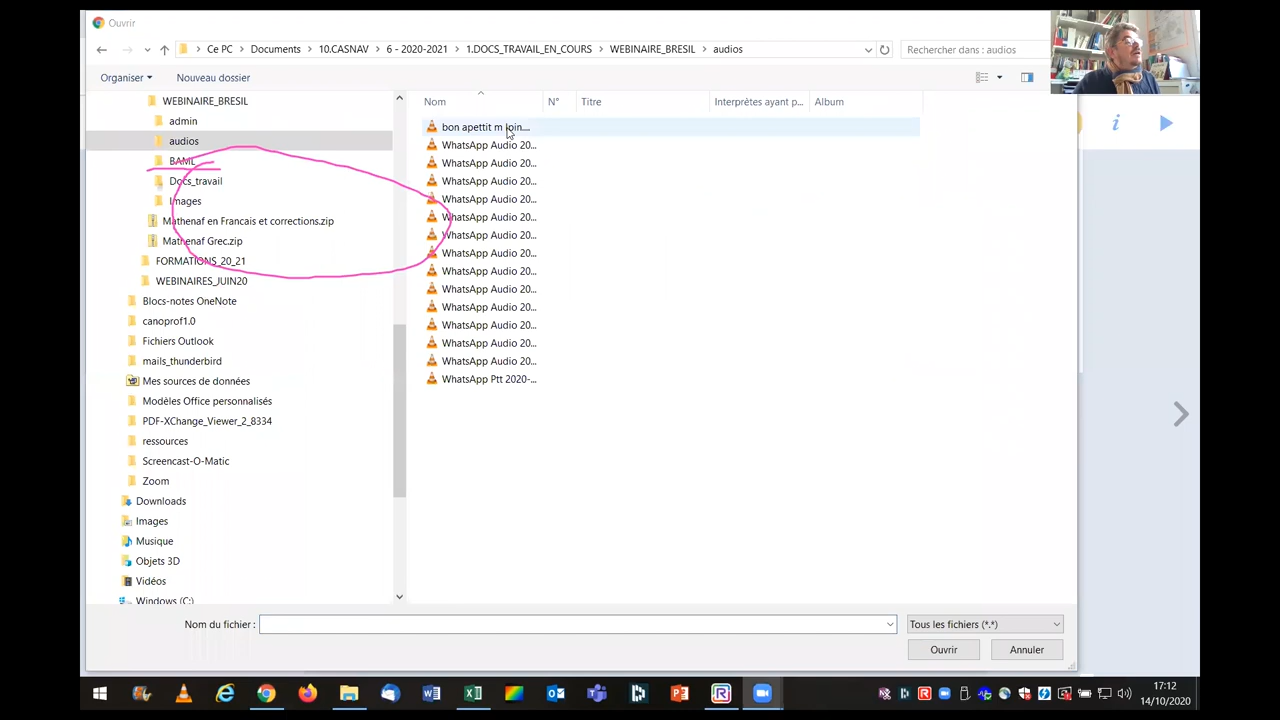 Ouvrir
Ce PC > Documents > 10.CASNAV > 6 - 2020-2021 > 1.DOCS_TRAVAIL_EN_COURS > WEBINAIRE_BRESIL > audios
Rechercher dans : audios
Organiser
Nouveau dossier
WEBINAIRE_BRESIL
admin
audios
BAML
Docs_travail
Images
Mathenaf en Francais et corrections.zip
Mathenaf Grec.zip
FORMATIONS_20_21
WEBINAIRES_JUIN20
Blocs-notes OneNote
canoprof1.0
Fichiers Outlook
mails_thunderbird
Mes sources de données
Modèles Office personnalisés
PDF-XChange_Viewer_2_8334
ressources
Screencast-O-Matic
Zoom
Downloads
Images
Musique
Objets 3D
Vidéos
Windows (C:)
Nom N° Titre Interprètes ayant p... Album
bon apettit m loin....
WhatsApp Audio 20...
WhatsApp Audio 20...
WhatsApp Audio 20...
WhatsApp Audio 20...
WhatsApp Audio 20...
WhatsApp Audio 20...
WhatsApp Audio 20...
WhatsApp Audio 20...
WhatsApp Audio 20...
WhatsApp Audio 20...
WhatsApp Audio 20...
WhatsApp Audio 20...
WhatsApp Audio 20...
WhatsApp Ptt 2020-...
Nom du fichier :
Tous les fichiers (*.*)
Ouvrir
Annuler
17:12
14/10/2020